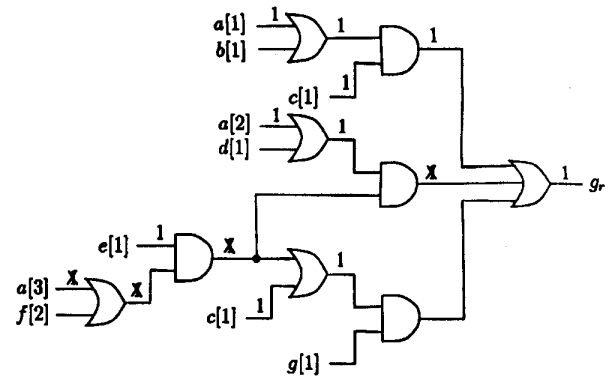 a[1] 1 1 1
b[1]
c[1] 1
a[2] 1 1
d[1]
X 1 g_r
e[1] 1 X 1
a[3] X X
f[2]
c[1] 1
g[1]